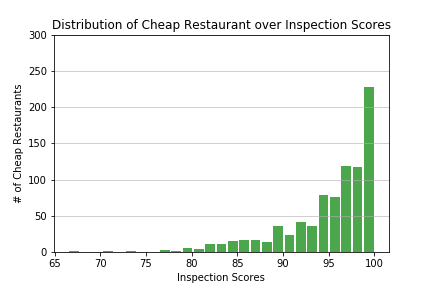 Distribution of Cheap Restaurant over Inspection Scores
300
250
200
150
100
50
0
# of Cheap Restaurants
65 70 75 80 85 90 95 100
Inspection Scores